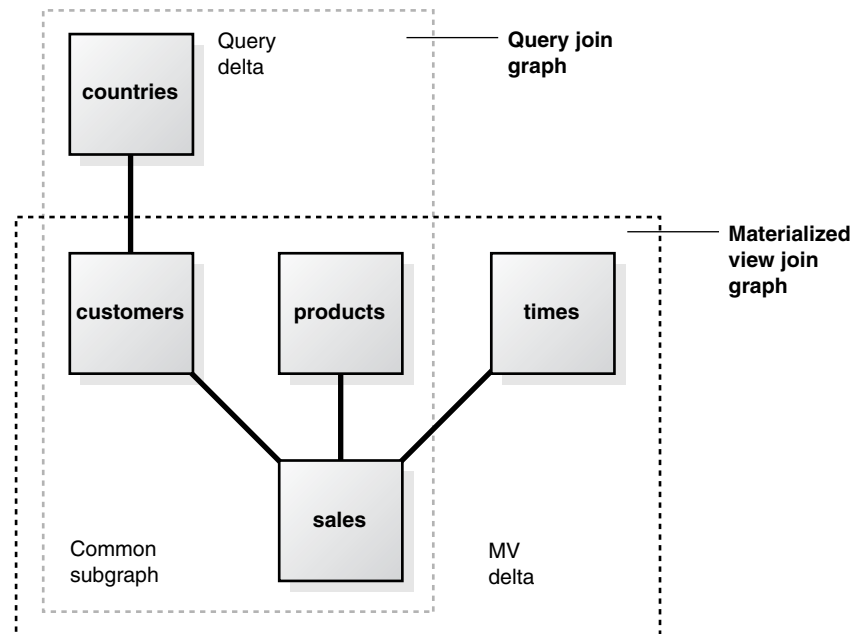 Query
delta
Query join
graph
countries
Materialized
view join
graph
customers
products
times
sales
Common
subgraph
MV
delta